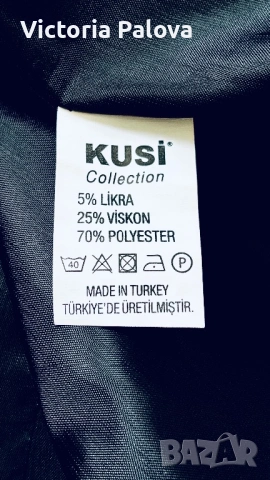 Victoria Palova
KUSİ®
Collection
5% LİKRA
25% VİSKON
70% POLYESTER
40 P
MADE IN TURKEY
TÜRKİYE'DE ÜRETİLMİŞTİR.
BAZAR